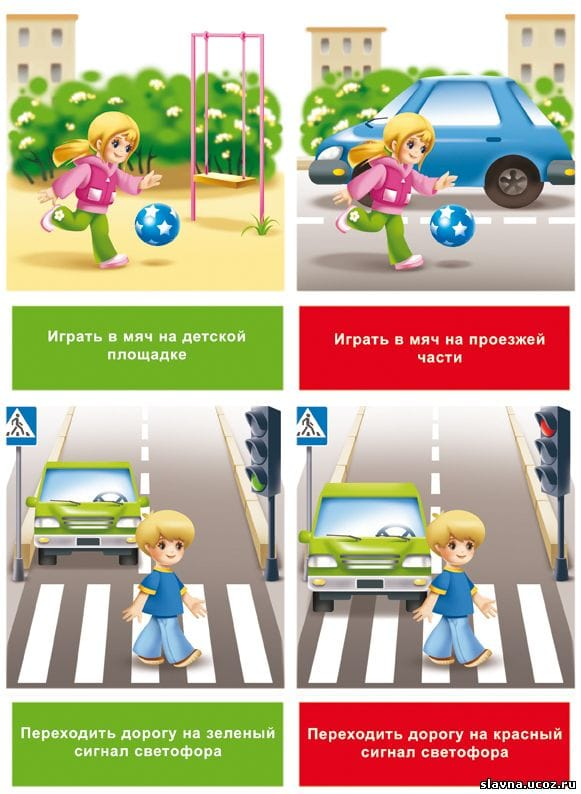 Играть в мяч на детской
площадке
Играть в мяч на проезжей
части
Переходить дорогу на зеленый
сигнал светофора
Переходить дорогу на красный
сигнал светофора
slavna.ucoz.ru